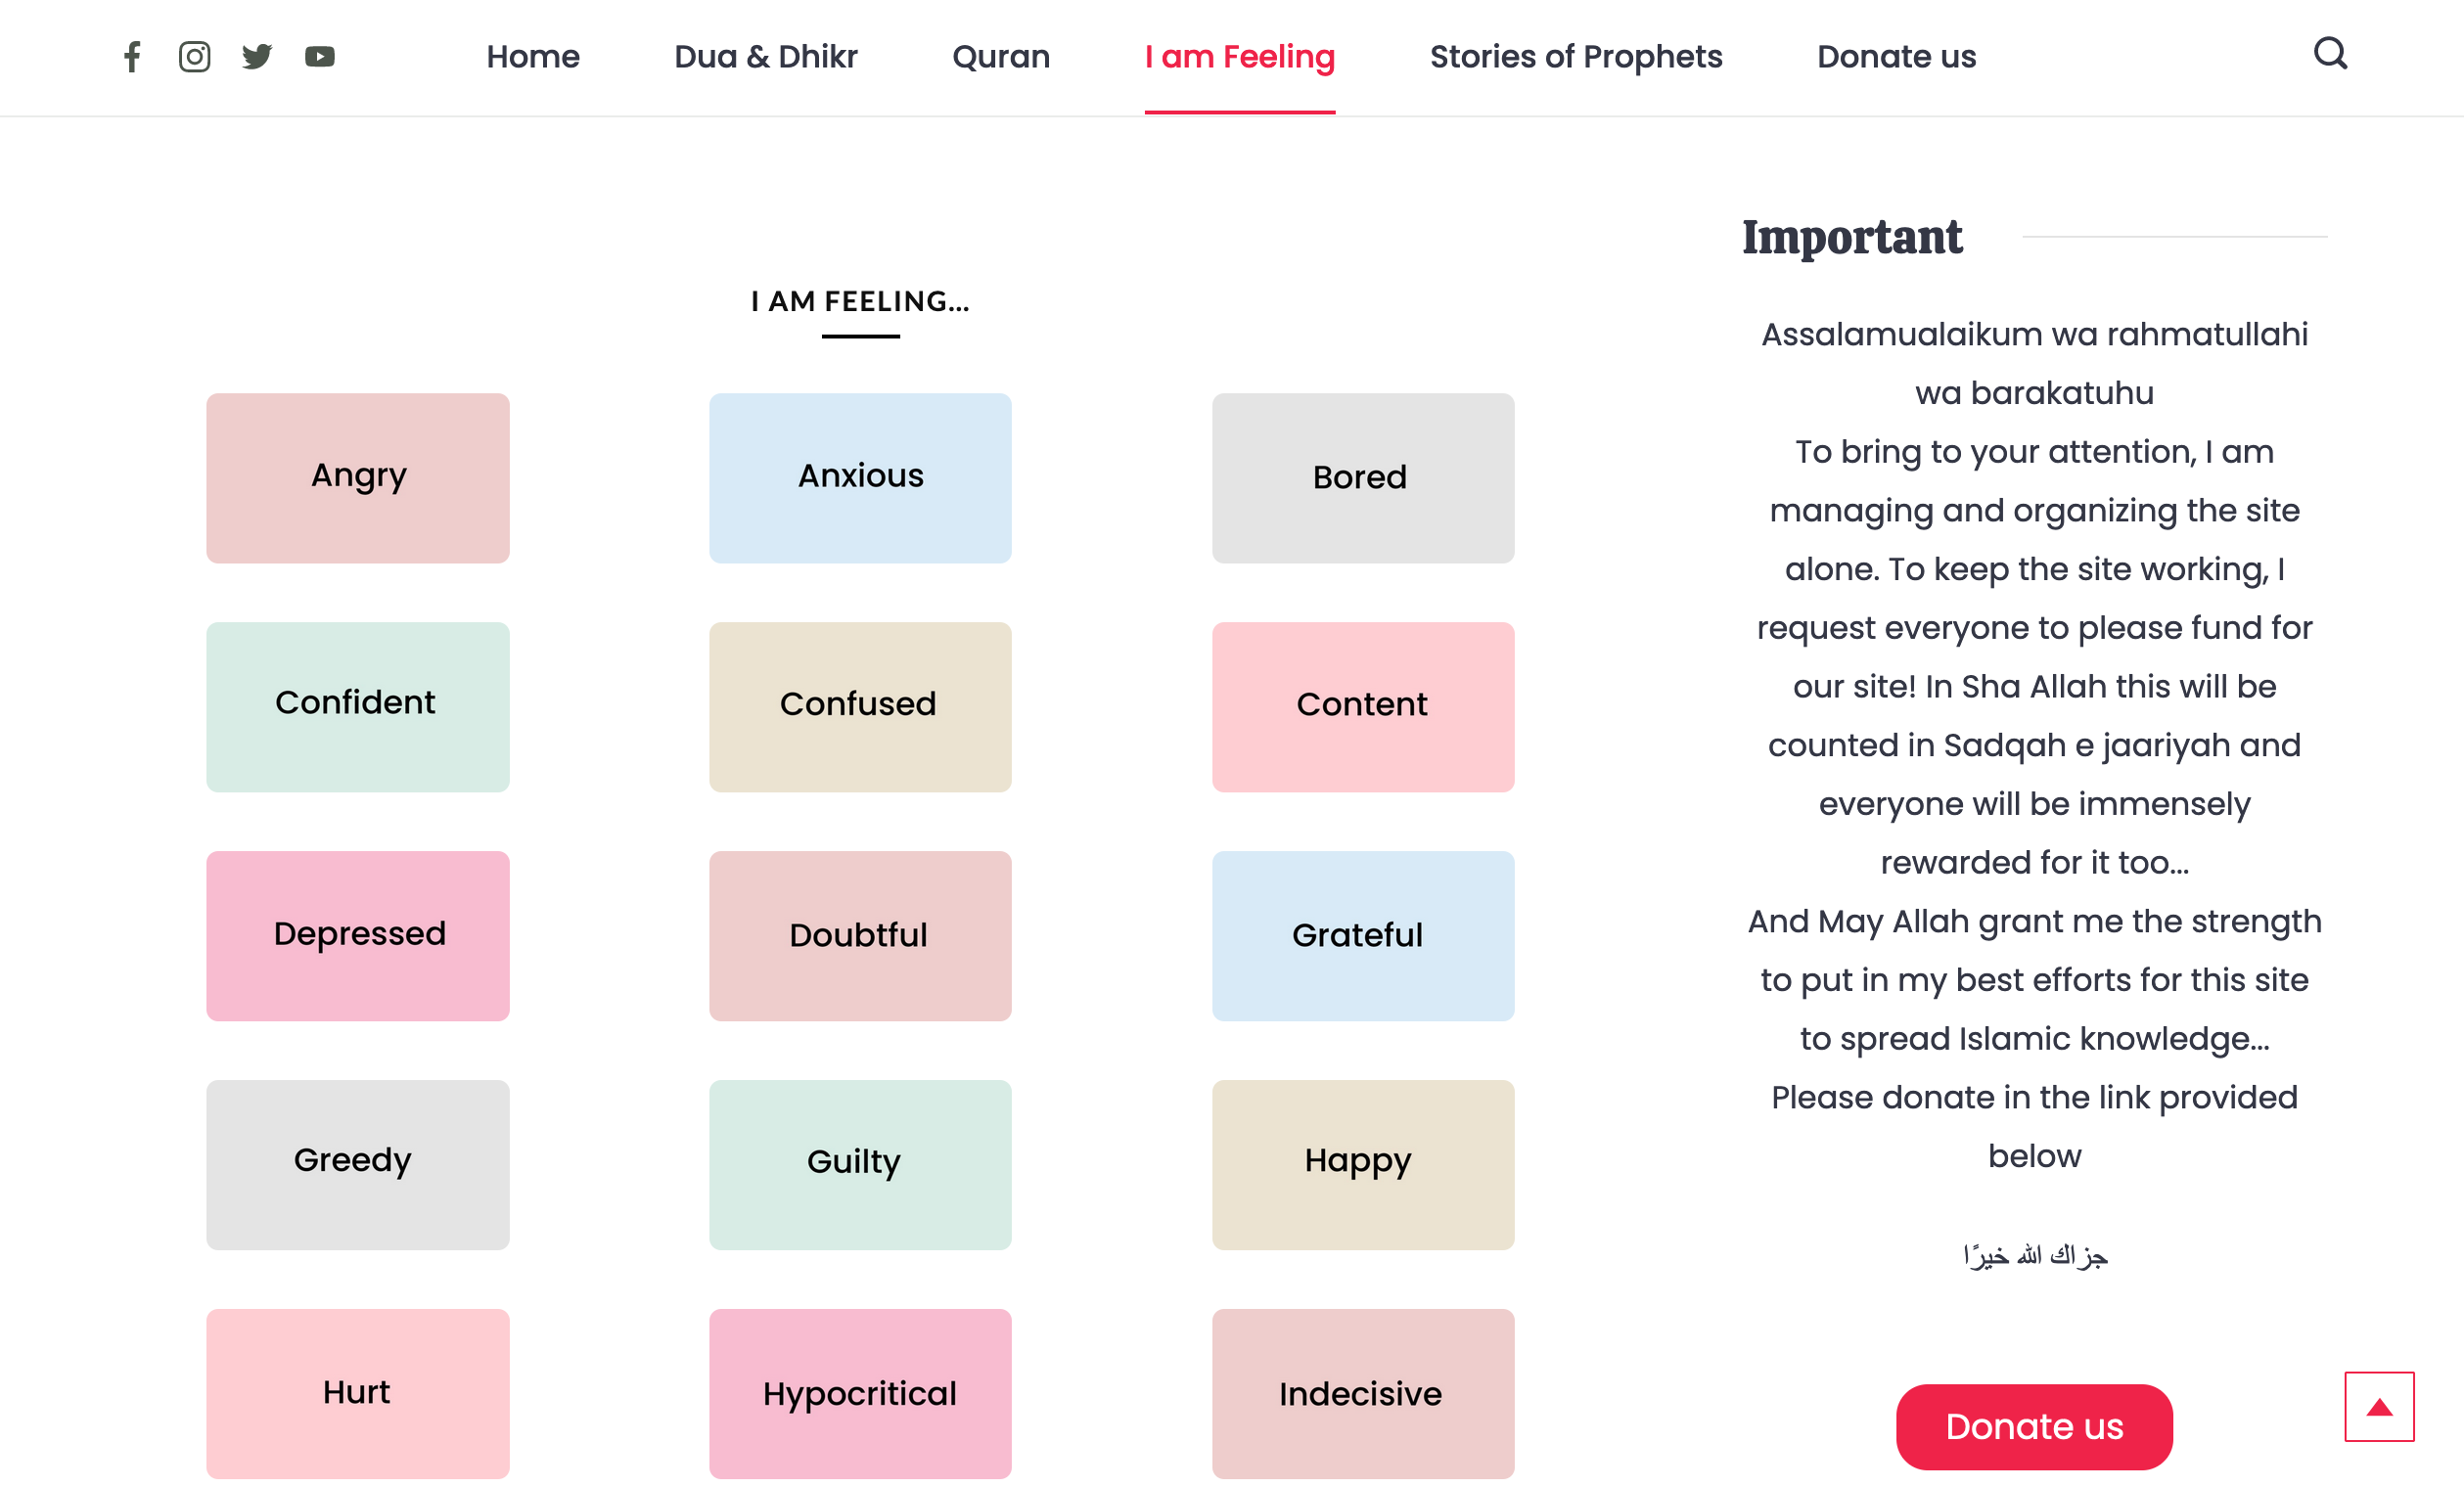 Home
Dua & Dhikr
Quran
I am Feeling
Stories of Prophets
Donate us
I AM FEELING...
Angry
Anxious
Bored
Confident
Confused
Content
Depressed
Doubtful
Grateful
Greedy
Guilty
Happy
Hurt
Hypocritical
Indecisive
Important
Assalamualaikum wa rahmatullahi
wa barakatuhu
To bring to your attention, I am
managing and organizing the site
alone. To keep the site working, I
request everyone to please fund for
our site! In Sha Allah this will be
counted in Sadqah e jaariyah and
everyone will be immensely
rewarded for it too...
And May Allah grant me the strength
to put in my best efforts for this site
to spread Islamic knowledge...
Please donate in the link provided
below
جزاك الله خيرًا
Donate us